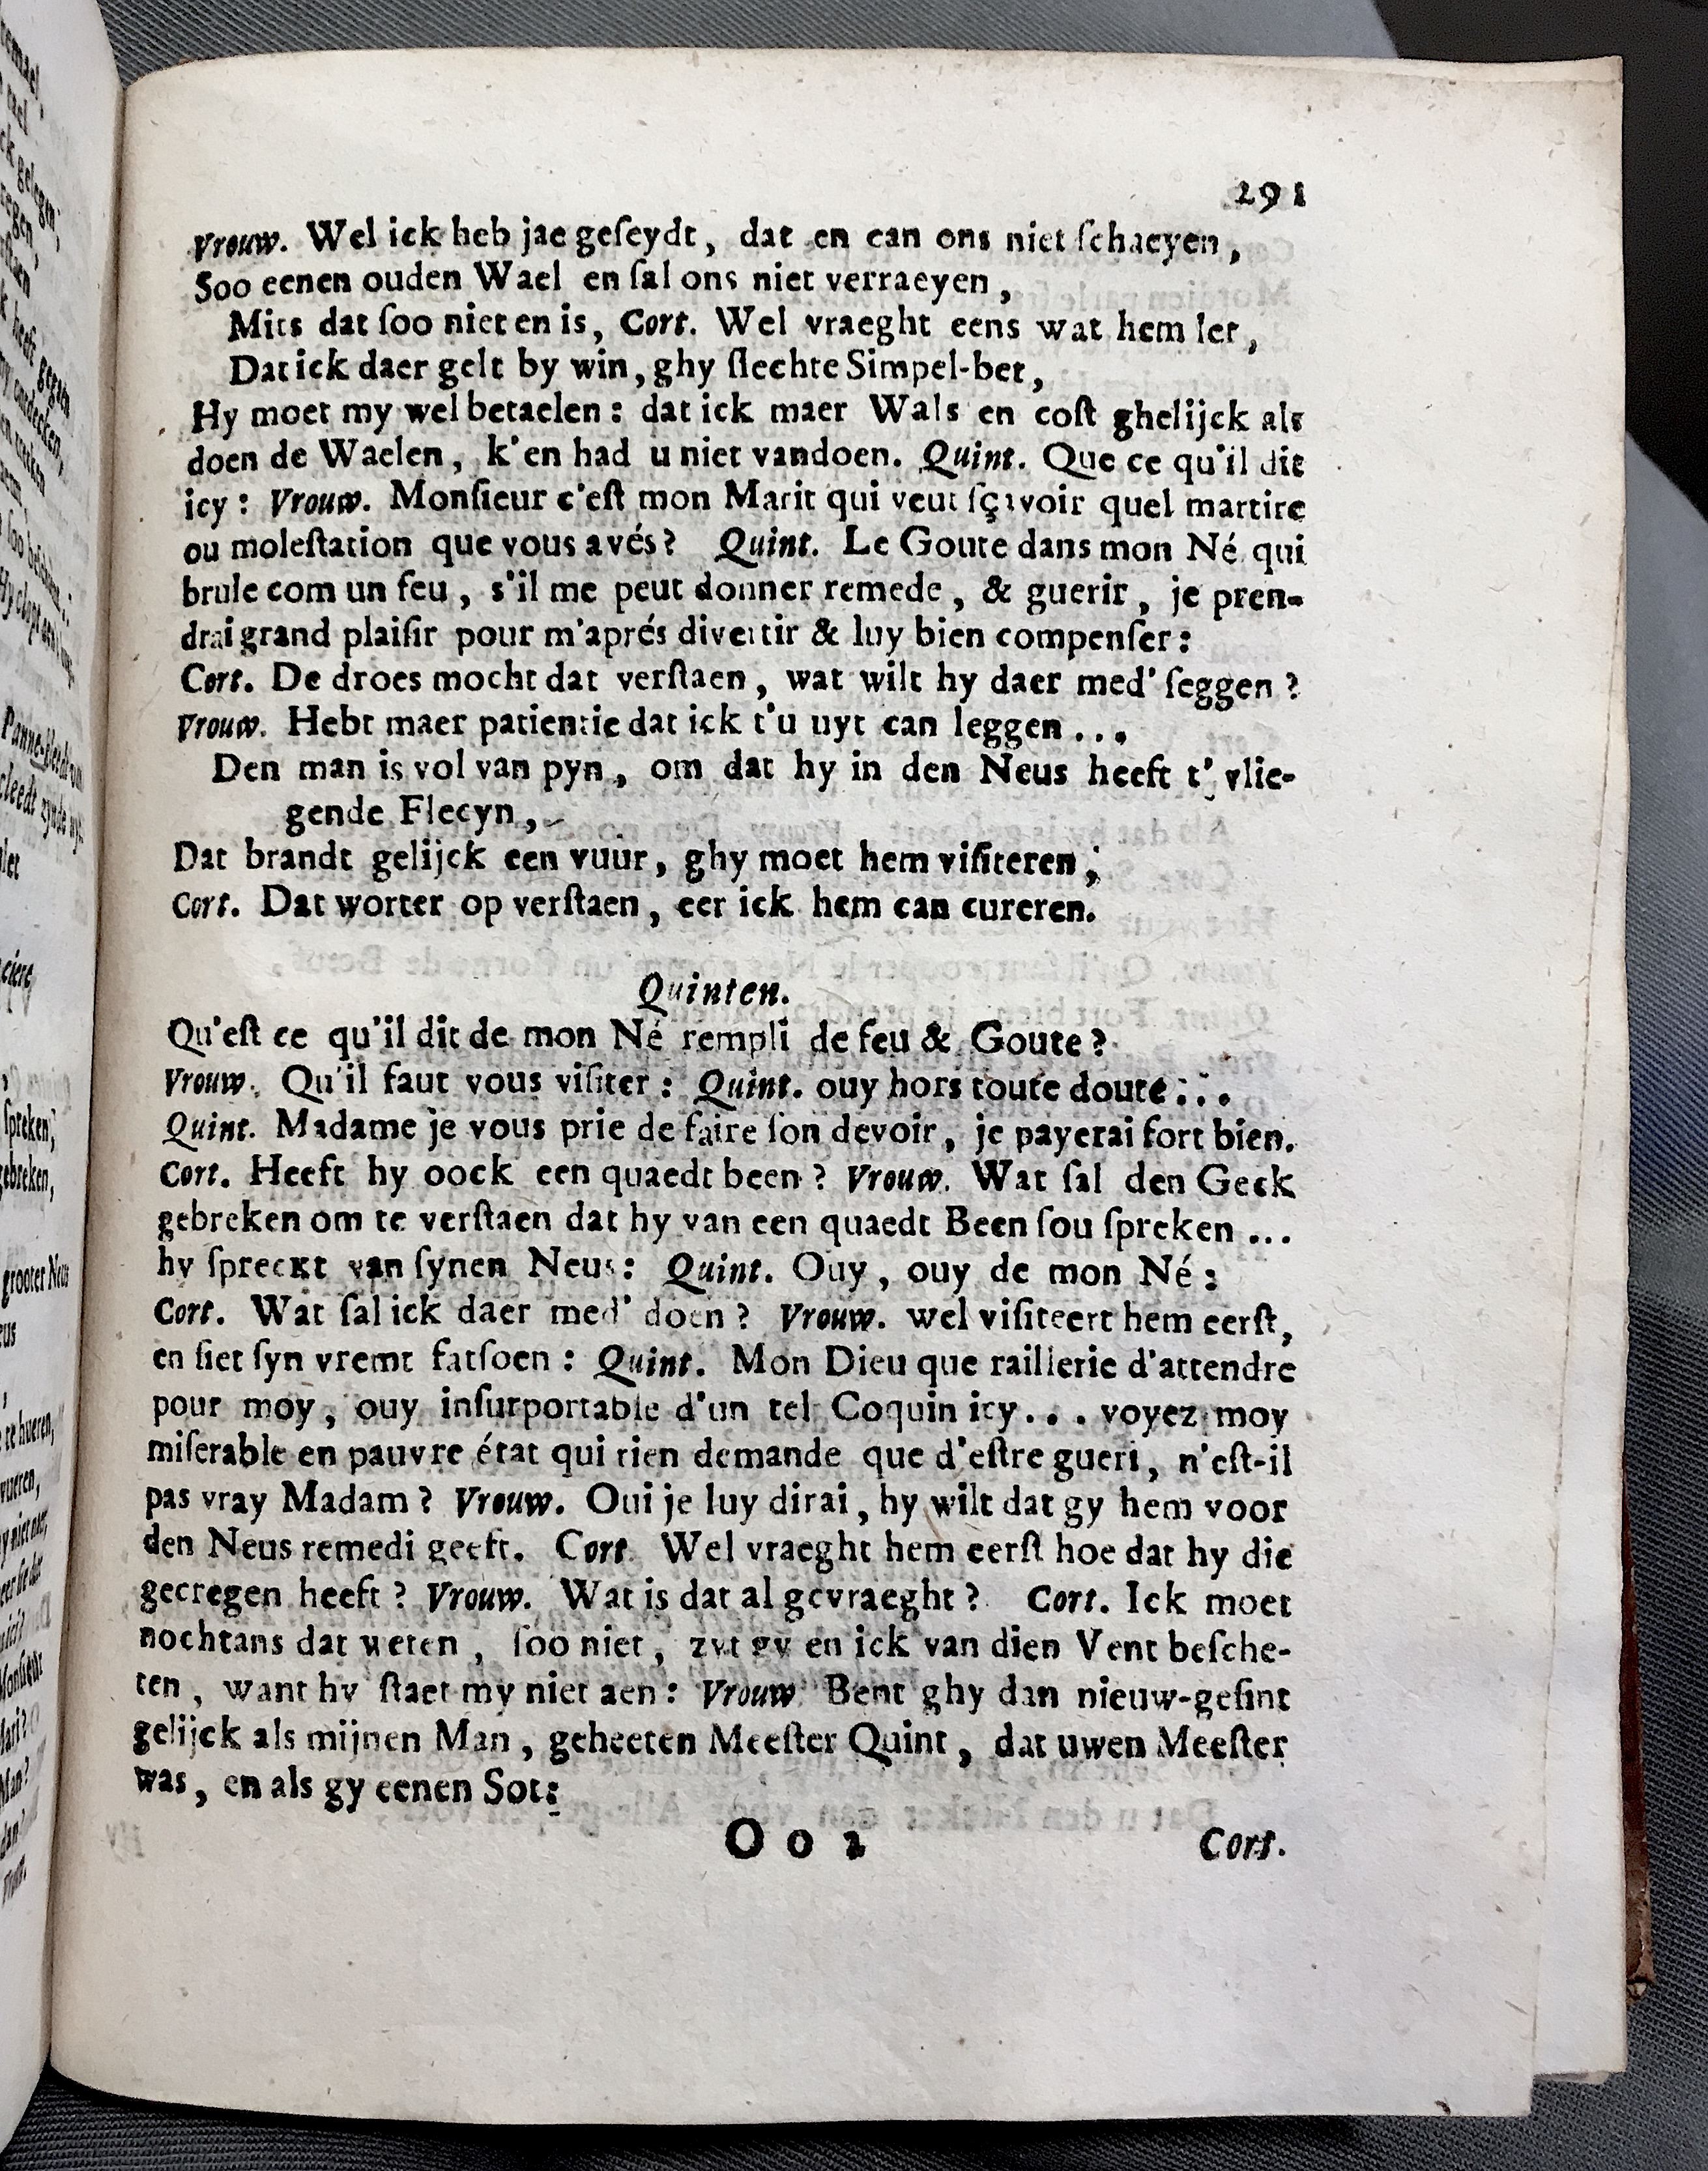 291
Vrouw. Wel ick heb jae geſeydt, dat en can ons niet ſchaeyen,
Soo eenen ouden Wael en ſal ons niet verraeyen,
Mits dat ſoo niet en is, Cort. Wel vraeght eens wat hem let,
Dat ick daer gelt by win, ghy ſlechte Simpel-bet,
Hy moet my wel betaelen: dat ick maer Wals en coſt ghelijck als
doen de Waelen, k'en had u niet vandoen. Quint. Que ce qu'il dit
icy: Vrouw. Monſieur c'eſt mon Marit qui veut ſçavoir quel martire
ou moleſtation que vous avés? Quint. Le Goute dans mon Né qui
brule com un feu, s'il me peut donner remede, & guerir, je pren-
drai grand plaiſir pour m'aprés divertir & luy bien compenſer:
Cort. De droes mocht dat verſtaen, wat wilt hy daer med' ſeggen?
Vrouw. Hebt maer patientie dat ick t'u uyt can leggen...
Den man is vol van pyn, om dat hy in den Neus heeft t' vlie-
gende Flecyn,
Dat brandt gelijck een vuur, ghy moet hem viſiteren;
Cort. Dat worter op verſtaen, eer ick hem can cureren.
Quinten.
Qu'eſt ce qu'il dit de mon Né rempli de feu & Goute?
Vrouw. Qu'il faut vous viſiter: Quint. ouy hors toute doute...
Quint. Madame je vous prie de faire ſon devoir, je payerai fort bien.
Cort. Heeft hy oock een quaedt been? Vrouw. Wat ſal den Geck
gebreken om te verſtaen dat hy van een quaedt Been ſou ſpreken...
hy ſpreckt van ſynen Neus: Quint. Ouy, ouy de mon Né:
Cort. Wat ſal ick daer med' doen? Vrouw. wel viſiteert hem eerſt,
en ſiet ſyn vremt fatſoen: Quint. Mon Dieu que raillerie d'attendre
pour moy, ouy inſurportable d'un tel Coquin icy... voyez moy
miſerable en pauvre état qui rien demande que d'eſtre gueri, n'eſt-il
pas vray Madam? Vrouw. Oui je luy dirai, hy wilt dat gy hem voor
den Neus remedi geeft. Cort. Wel vraeght hem eerſt hoe dat hy die
gecregen heeft? Vrouw. Wat is dat al gevraeght? Cort. Ick moet
nochtans dat weten, ſoo niet, zyt gy en ick van dien Vent beſche-
ten, want hy ſtaet my niet aen: Vrouw. Bent ghy dan nieuw-geſint
gelijck als mijnen Man, geheeten Meeſter Quint, dat uwen Meeſter
was, en als gy eenen Sot:
Oo 2 Cort.